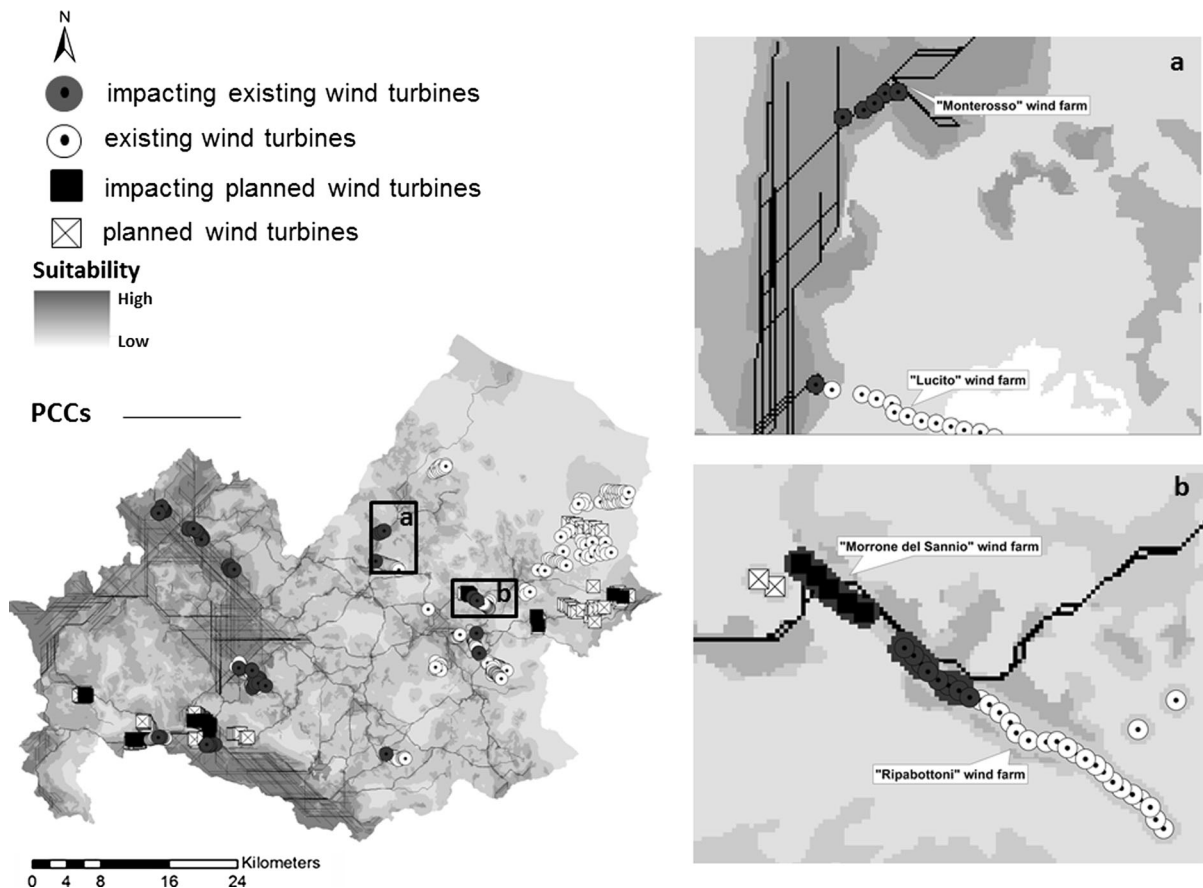 N
impacting existing wind turbines
existing wind turbines
impacting planned wind turbines
planned wind turbines
Suitability
High
Low
PCCs
a
b
0 4 8 16 24 Kilometers
a
"Monterosso" wind farm
"Lucito" wind farm
b
"Morrone del Sannio" wind farm
"Ripabottoni" wind farm